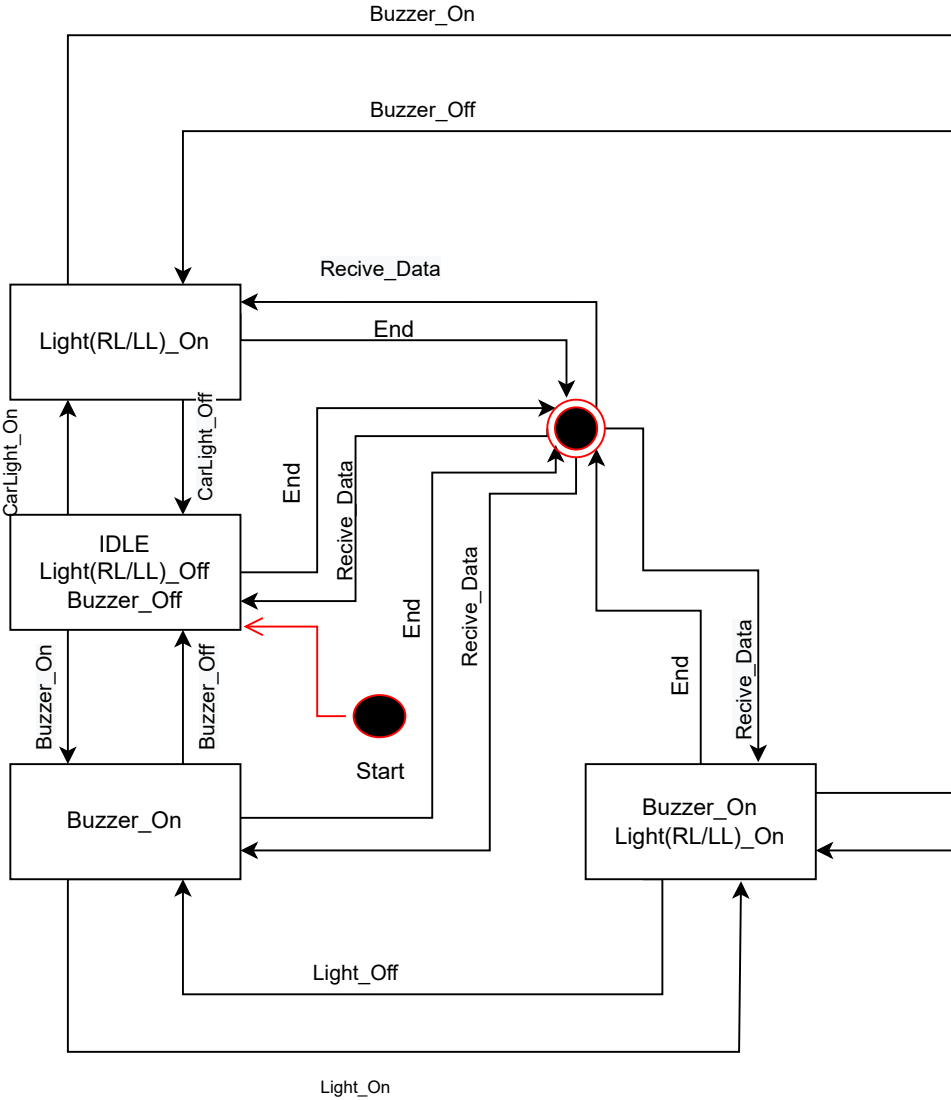 Buzzer_On
Buzzer_Off
Recive_Data
End
Light(RL/LL)_On
CarLight_On
CarLight_Off
End
Recive_Data
IDLE
Light(RL/LL)_Off
Buzzer_Off
End
Recive_Data
Buzzer_On
Buzzer_Off
End
Recive_Data
Start
Buzzer_On
Buzzer_On
Light(RL/LL)_On
Light_Off
Light_On